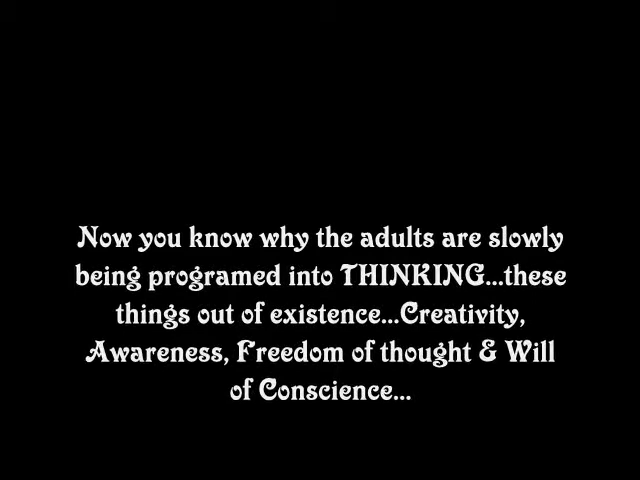 Now you know why the adults are slowly
being programed into THINKING...these
things out of existence...Creativity,
Awareness, Freedom of thought & Will
of Conscience...